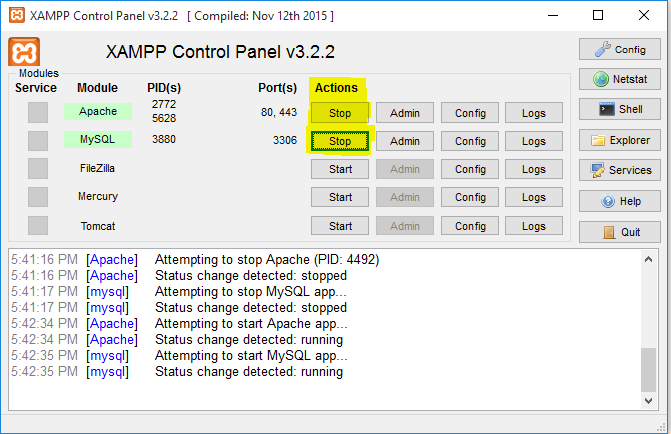 XAMPP Control Panel v3.2.2 [ Compiled: Nov 12th 2015 ]
XAMPP Control Panel v3.2.2
Config
Modules
Service Module PID(s) Port(s) Actions
Netstat
Apache 2772 5628 80, 443 Stop Admin Config Logs
Shell
MySQL 3880 3306 Stop Admin Config Logs
Explorer
FileZilla Start Admin Config Logs
Services
Mercury Start Admin Config Logs
Help
Tomcat Start Admin Config Logs
Quit
5:41:16 PM [Apache] Attempting to stop Apache (PID: 4492)
5:41:16 PM [Apache] Status change detected: stopped
5:41:17 PM [mysql] Attempting to stop MySQL app...
5:41:17 PM [mysql] Status change detected: stopped
5:42:34 PM [Apache] Attempting to start Apache app...
5:42:34 PM [Apache] Status change detected: running
5:42:35 PM [mysql] Attempting to start MySQL app...
5:42:35 PM [mysql] Status change detected: running